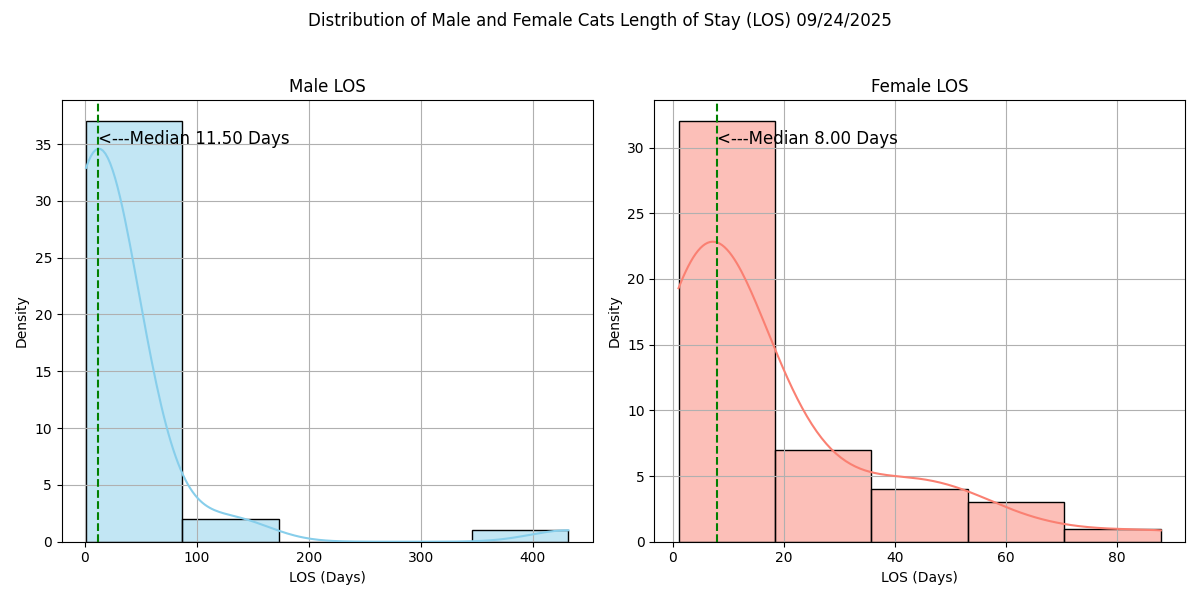 Distribution of Male and Female Cats Length of Stay (LOS) 09/24/2025
Male LOS
<---Median 11.50 Days
35
30
25
20
15
10
5
0
Density
0 100 200 300 400
LOS (Days)
Female LOS
<---Median 8.00 Days
30
25
20
15
10
5
0
Density
0 20 40 60 80
LOS (Days)